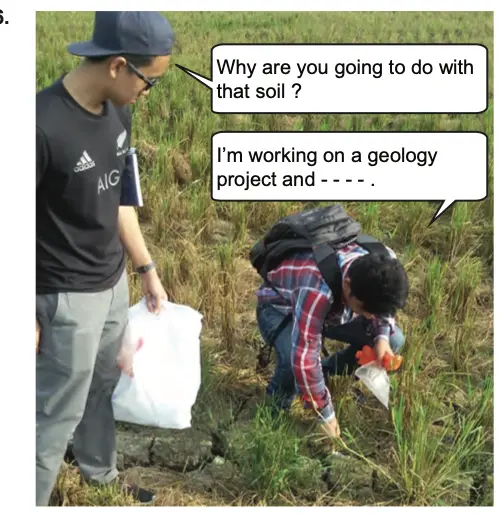 6.
Why are you going to do with
that soil ?
I'm working on a geology
project and - - - - .
adidas
AIG